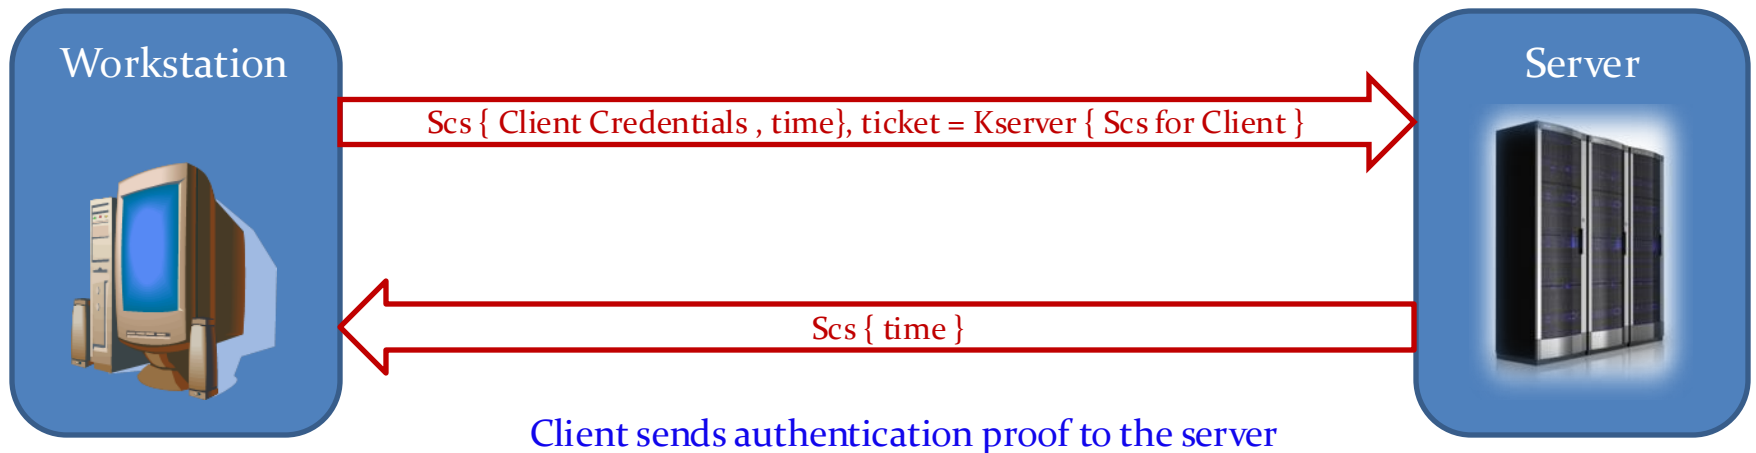 Workstation
Server
Scs { Client Credentials , time}, ticket = Kserver { Scs for Client }
Scs { time }
Client sends authentication proof to the server